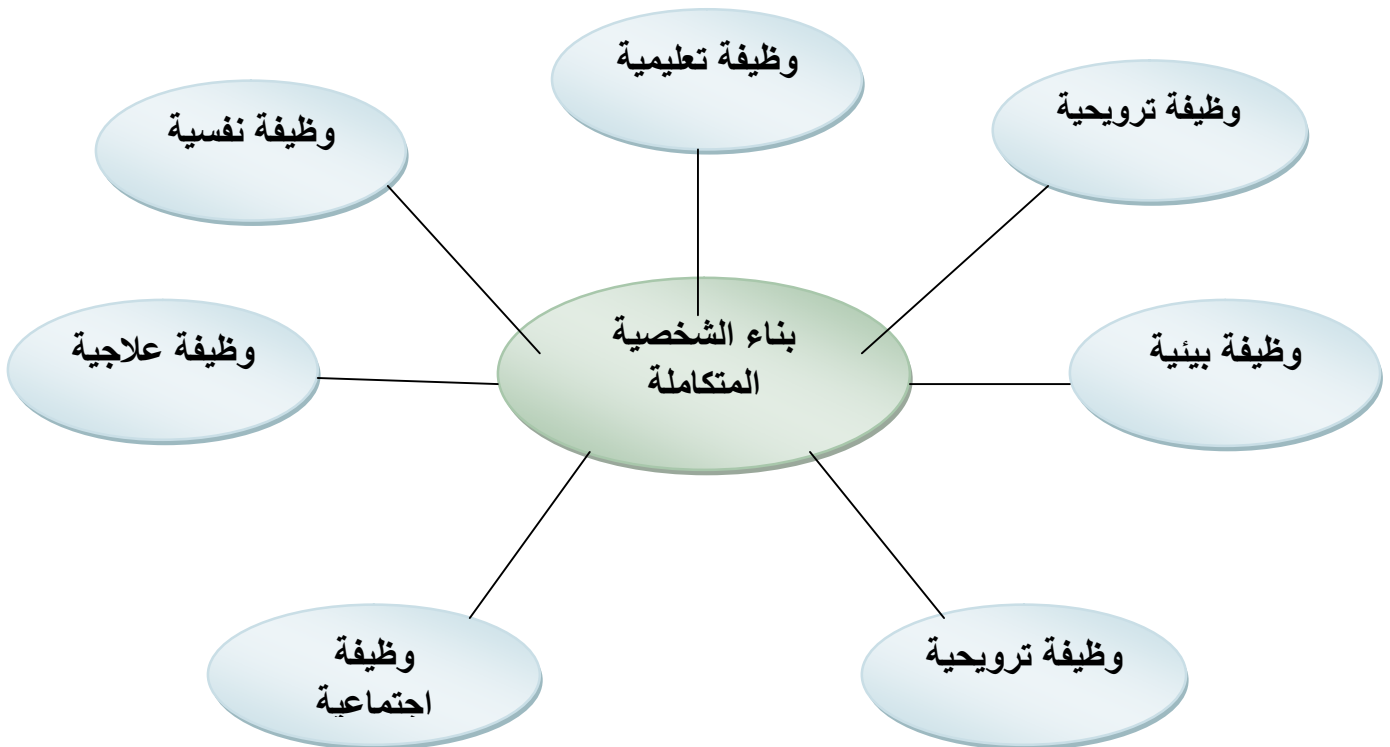 وظيفة تعليمية
وظيفة ترويحية
وظيفة نفسية
وظيفة بيئية
بناء الشخصية
المتكاملة
وظيفة علاجية
وظيفة ترويحية
وظيفة
اجتماعية